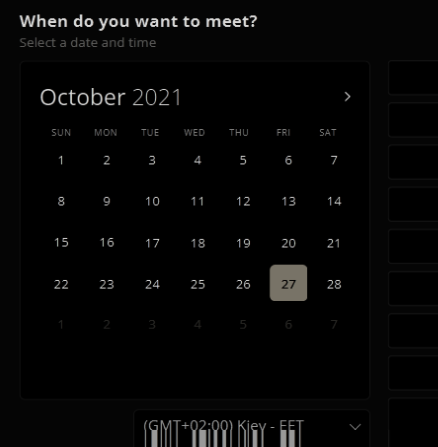 When do you want to meet?
Select a date and time
October 2021
SUN MON TUE WED THU FRI SAT
1 2 3 4 5 6 7
8 9 10 11 12 13 14
15 16 17 18 19 20 21
22 23 24 25 26 27 28
1 2 3 4 5 6 7
(GMT+02:00) Kiev - EET